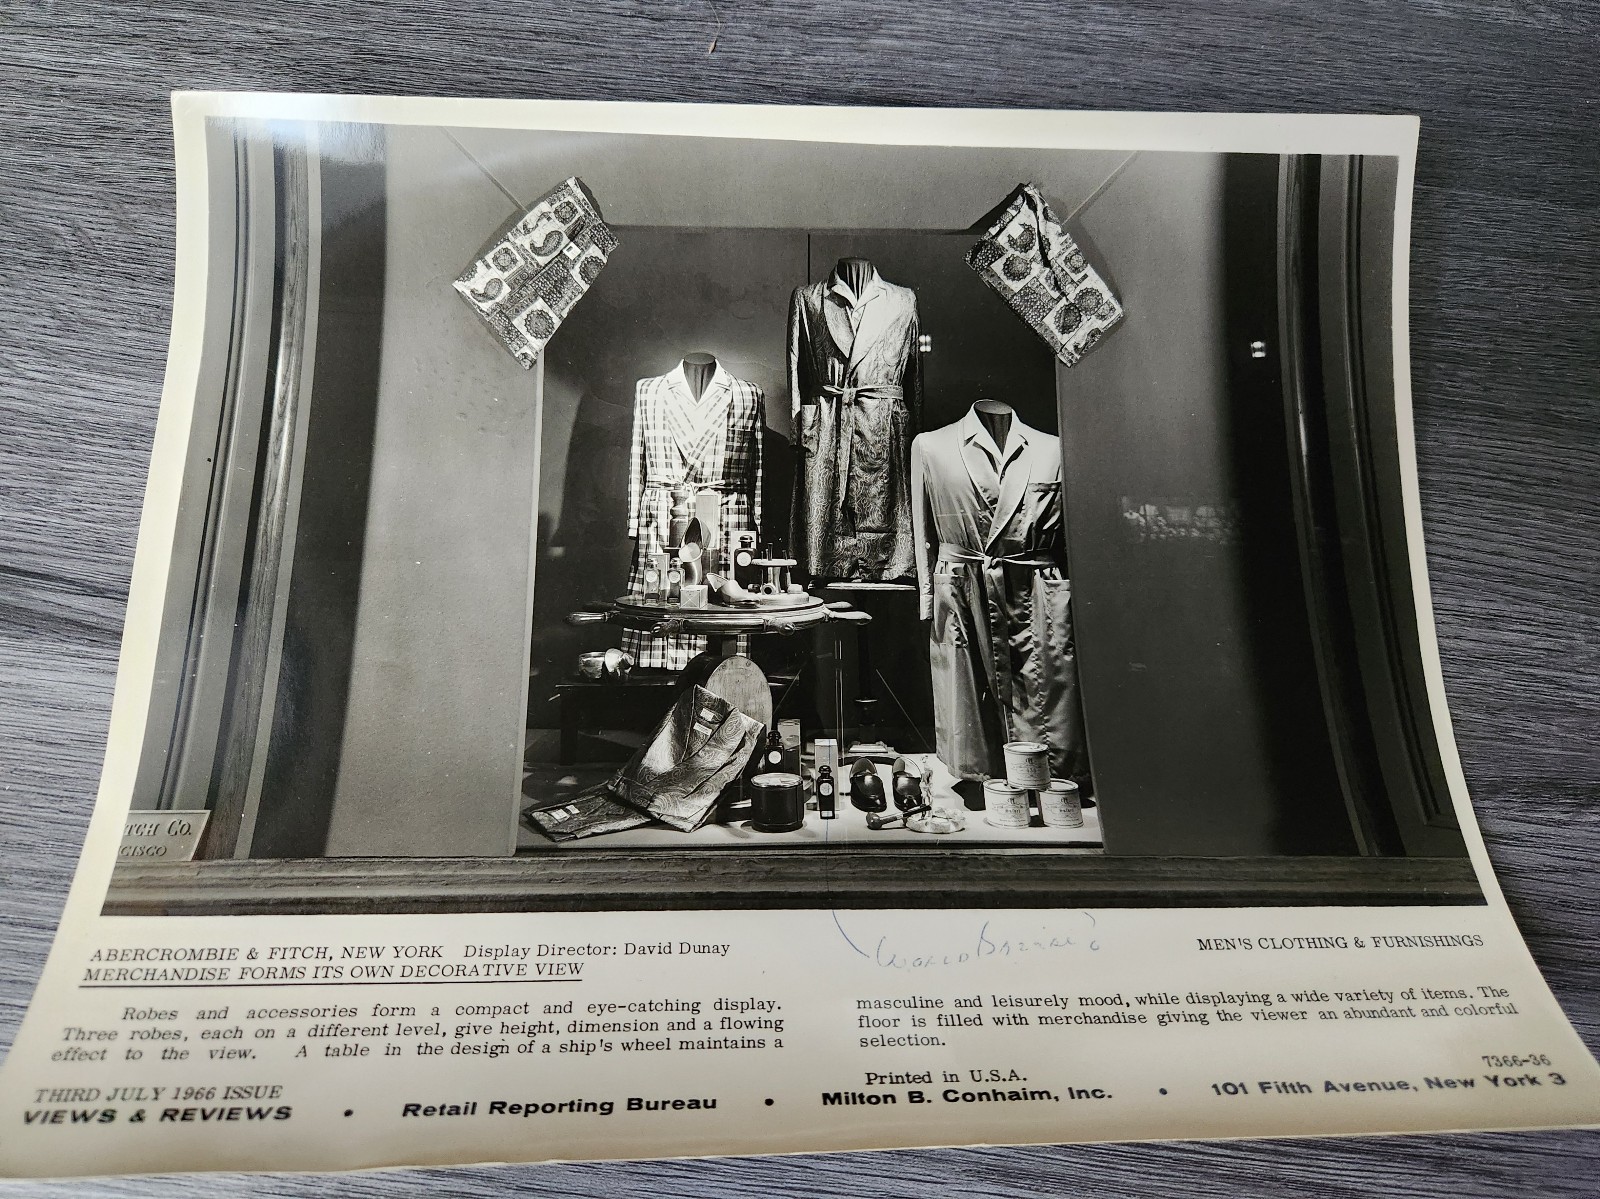 TCH CO.
CISCO
ABERCROMBIE & FITCH, NEW YORK Display Director: David Dunay
MERCHANDISE FORMS ITS OWN DECORATIVE VIEW
MEN'S CLOTHING & FURNISHINGS
Robes and accessories form a compact and eye-catching display.
Three robes, each on a different level, give height, dimension and a flowing
effect to the view. A table in the design of a ship's wheel maintains a
masculine and leisurely mood, while displaying a wide variety of items. The
floor is filled with merchandise giving the viewer an abundant and colorful
selection.
7366-36
THIRD JULY 1966 ISSUE
Printed in U.S.A.
VIEWS & REVIEWS • Retail Reporting Bureau • Milton B. Conhaim, Inc. • 101 Fifth Avenue, New York 3